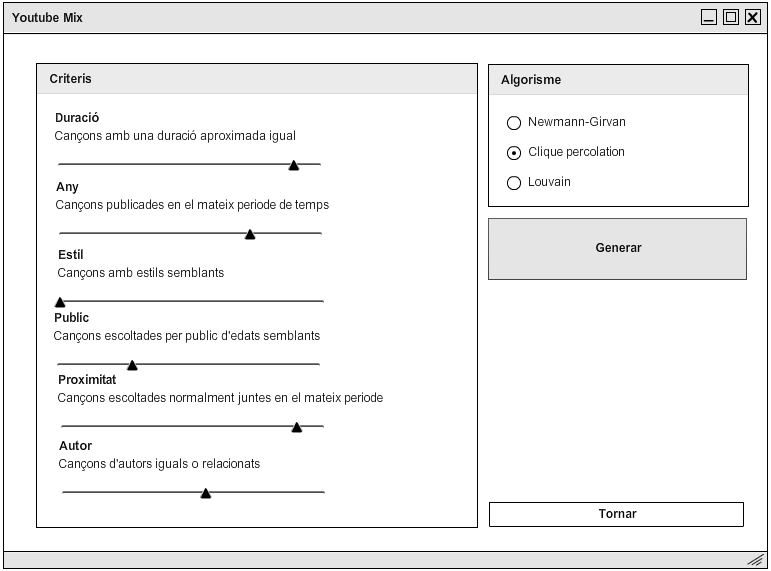 Youtube Mix
Criteris
Duració
Cançons amb una duració aproximada igual
Any
Cançons publicades en el mateix periode de temps
Estil
Cançons amb estils semblants
Public
Cançons escoltades per public d'edats semblants
Proximitat
Cançons escoltades normalment juntes en el mateix periode
Autor
Cançons d'autors iguals o relacionats
Algorisme
Newmann-Girvan
Clique percolation
Louvain
Generar
Tornar